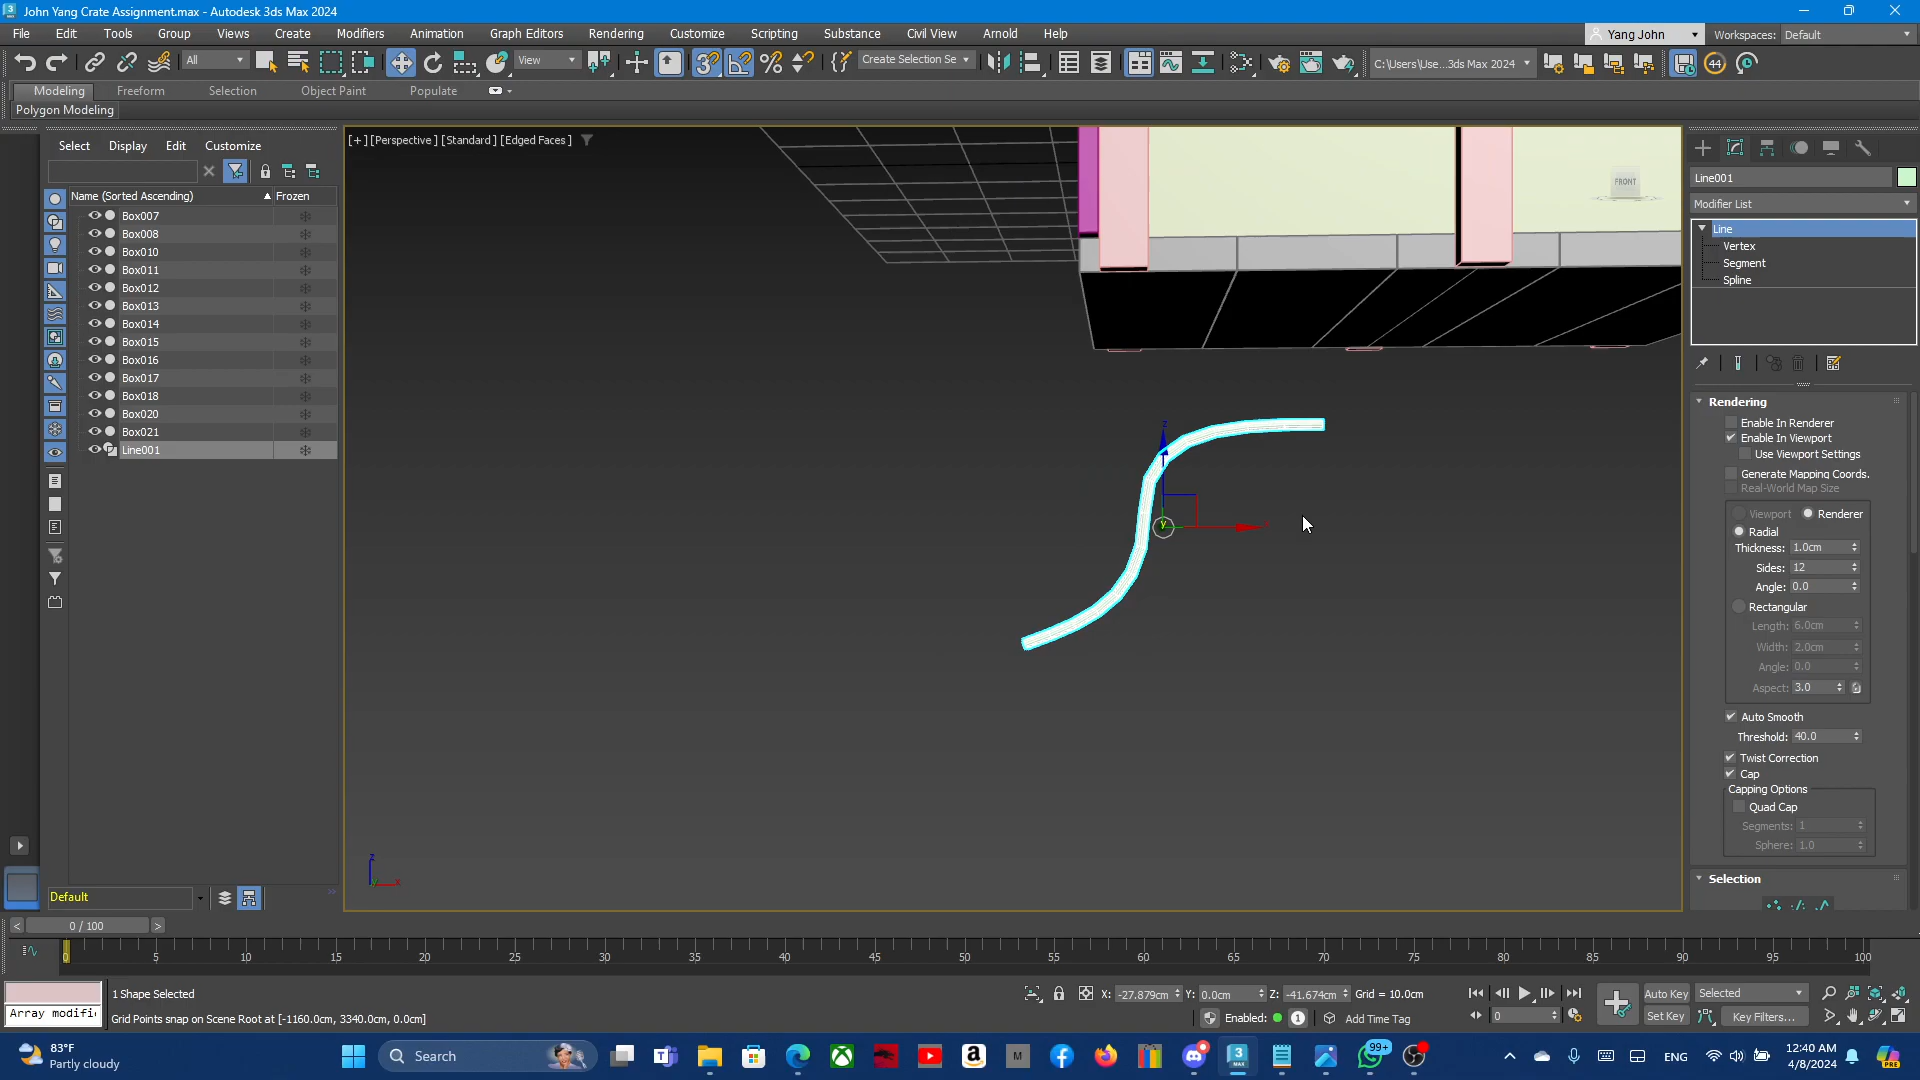 John Yang Crate Assignment.max - Autodesk 3ds Max 2024
File Edit Tools Group Views Create Modifiers Animation Graph Editors Rendering Customize Scripting Substance Civil View Arnold Help
Yang John Workspaces: Default
All View Create Selection Se C:\Users\Use...3ds Max 2024 44
Modeling Freeform Selection Object Paint Populate
Polygon Modeling
[+] [Perspective] [Standard] [Edged Faces]
Select Display Edit Customize
Name (Sorted Ascending) Frozen
Box007
Box008
Box010
Box011
Box012
Box013
Box014
Box015
Box016
Box017
Box018
Box020
Box021
Line001
FRONT
z
y
z
x
Line001
Modifier List
Line
Vertex
Segment
Spline
Rendering
Enable In Renderer
Enable In Viewport
Use Viewport Settings
Generate Mapping Coords.
Real-World Map Size
Viewport Renderer
Radial
Thickness: 1.0cm
Sides: 12
Angle: 0.0
Rectangular
Length: 6.0cm
Width: 2.0cm
Angle: 0.0
Aspect: 3.0
Auto Smooth
Threshold: 40.0
Twist Correction
Cap
Capping Options
Quad Cap
Segments: 1
Sphere: 1.0
Selection
Default
0 / 100
0 5 10 15 20 25 30 35 40 45 50 55 60 65 70 75 80 85 90 95 100
1 Shape Selected
X: -27.879cm Y: 0.0cm Z: -41.674cm Grid = 10.0cm
Auto Key Selected
Array modifi
Grid Points snap on Scene Root at [-1160.0cm, 3340.0cm, 0.0cm]
Enabled: 1 Add Time Tag
0
Set Key Key Filters...
83°F
Partly cloudy
Search
99+
ENG
12:40 AM
4/8/2024